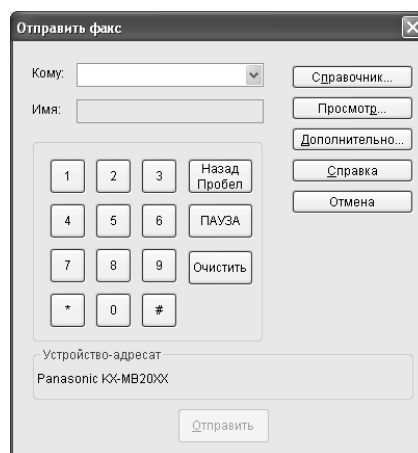 Отправить факс
Кому:
Справочник...
Имя:
Просмотр...
Дополнительно...
Справка
Отмена
1 2 3 Назад
Пробел
4 5 6 ПАУЗА
7 8 9 Очистить
* 0 #
Устройство-адресат
Panasonic KX-MB20XX
Отправить